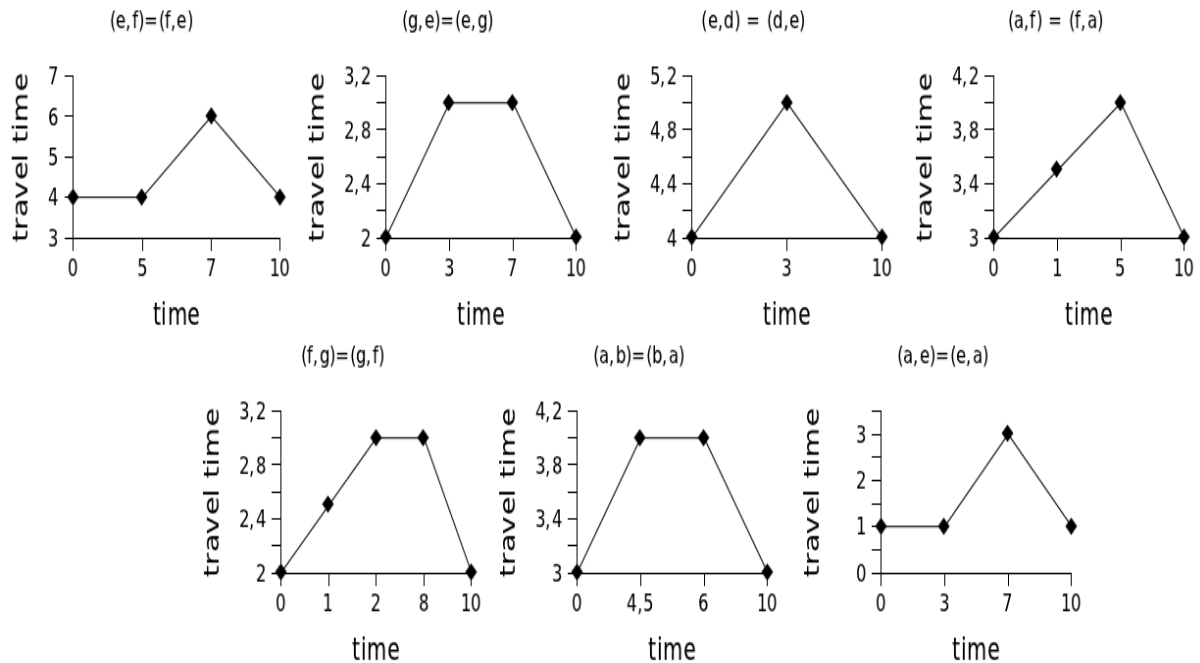 (e,f)=(f,e)
travel time
7
6
5
4
3
0 5 7 10
time
(g,e)=(e,g)
travel time
3,2
2,8
2,4
2
0 3 7 10
time
(e,d) = (d,e)
travel time
5,2
4,8
4,4
4
0 3 10
time
(a,f) = (f,a)
travel time
4,2
3,8
3,4
3
0 1 5 10
time
(f,g)=(g,f)
travel time
3,2
2,8
2,4
2
0 1 2 8 10
time
(a,b)=(b,a)
travel time
4,2
3,8
3,4
3
0 4,5 6 10
time
(a,e)=(e,a)
travel time
3
2
1
0
0 3 7 10
time